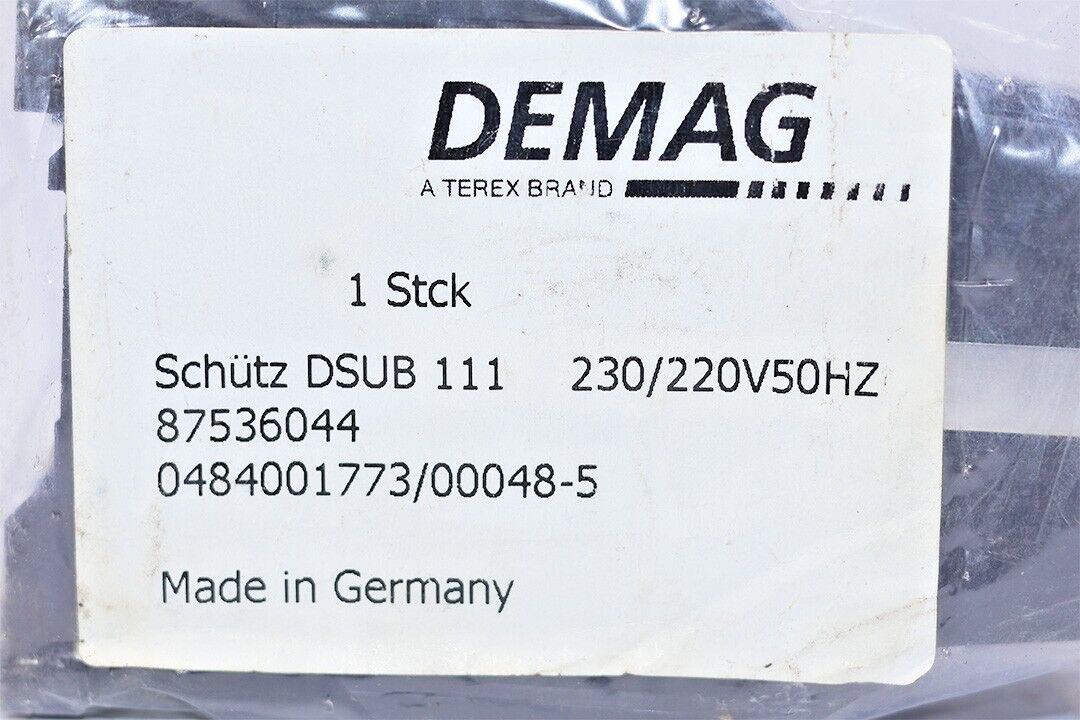 DEMAG
A TEREX BRAND
1 Stck
Schütz DSUB 111 230/220V50HZ
87536044
0484001773/00048-5
Made in Germany